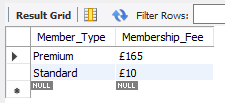 Result Grid Filter Rows:
Member_Type Membership_Fee
Premium £165
Standard £10
NULL NULL